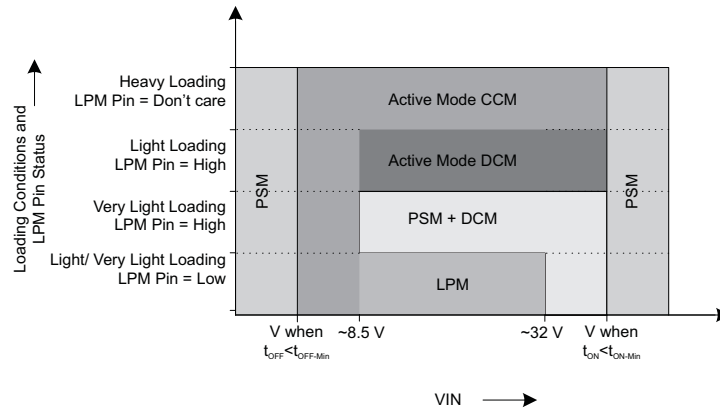 Loading Conditions and
LPM Pin Status
Heavy Loading
LPM Pin = Don't care
Light Loading
LPM Pin = High
Very Light Loading
LPM Pin = High
Light/ Very Light Loading
LPM Pin = Low
PSM
Active Mode CCM
Active Mode DCM
PSM + DCM
LPM
PSM
V when
tOFF<tOFF-Min
~8.5 V
~32 V
V when
tON<tON-Min
VIN